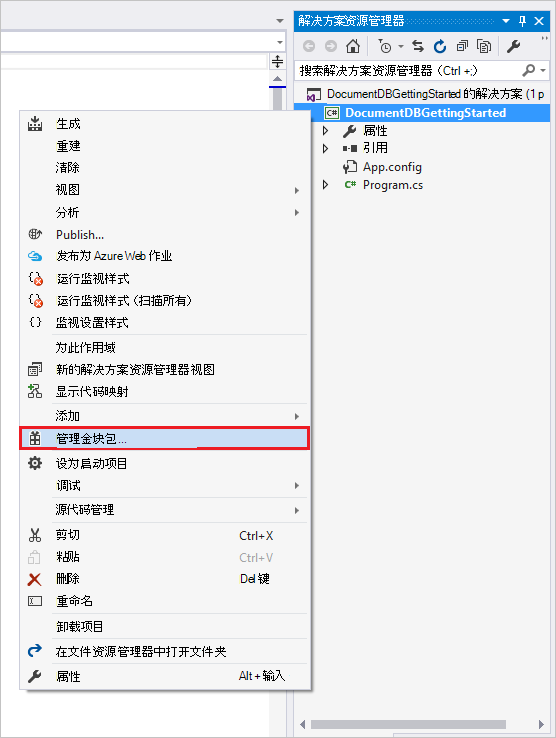 解决方案资源管理器
搜索解决方案资源管理器（Ctrl +;）
DocumentDBGettingStarted 的解决方案 (1 p
C# DocumentDBGettingStarted
属性
引用
App.config
C# Program.cs
生成
重建
清除
视图
分析
Publish...
发布为 Azure Web 作业
运行监视样式
运行监视样式（扫描所有）
监视设置样式
为此作用域
新的解决方案资源管理器视图
显示代码映射
添加
管理金块包...
设为启动项目
调试
源代码管理
剪切 Ctrl+X
粘贴 Ctrl+V
删除 Del 键
重命名
卸载项目
在文件资源管理器中打开文件夹
属性 Alt+输入